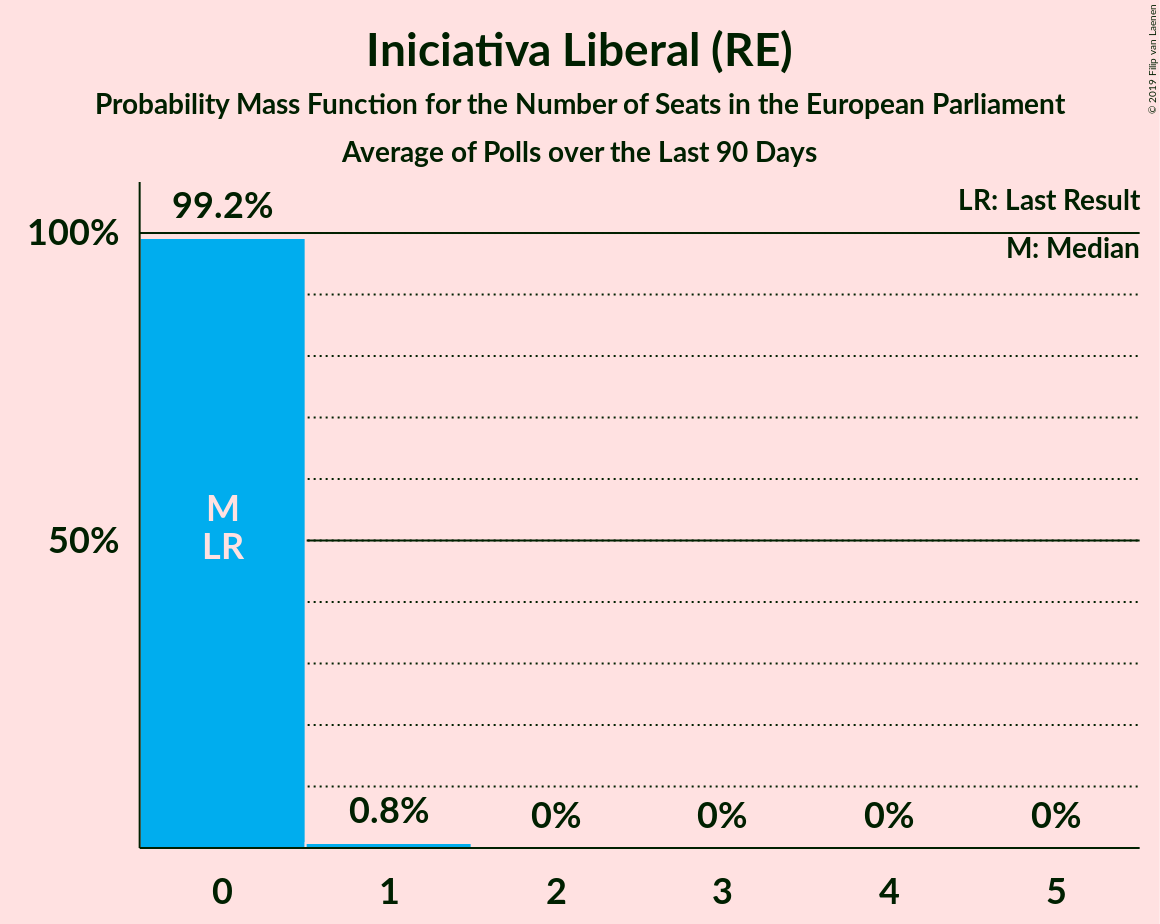 Iniciativa Liberal (RE)
Probability Mass Function for the Number of Seats in the European Parliament
Average of Polls over the Last 90 Days
© 2019 Filip van Laenen
LR: Last Result
M: Median
99.2%
100%
50%
M
LR
0.8%
0%
0%
0%
0%
0
1
2
3
4
5